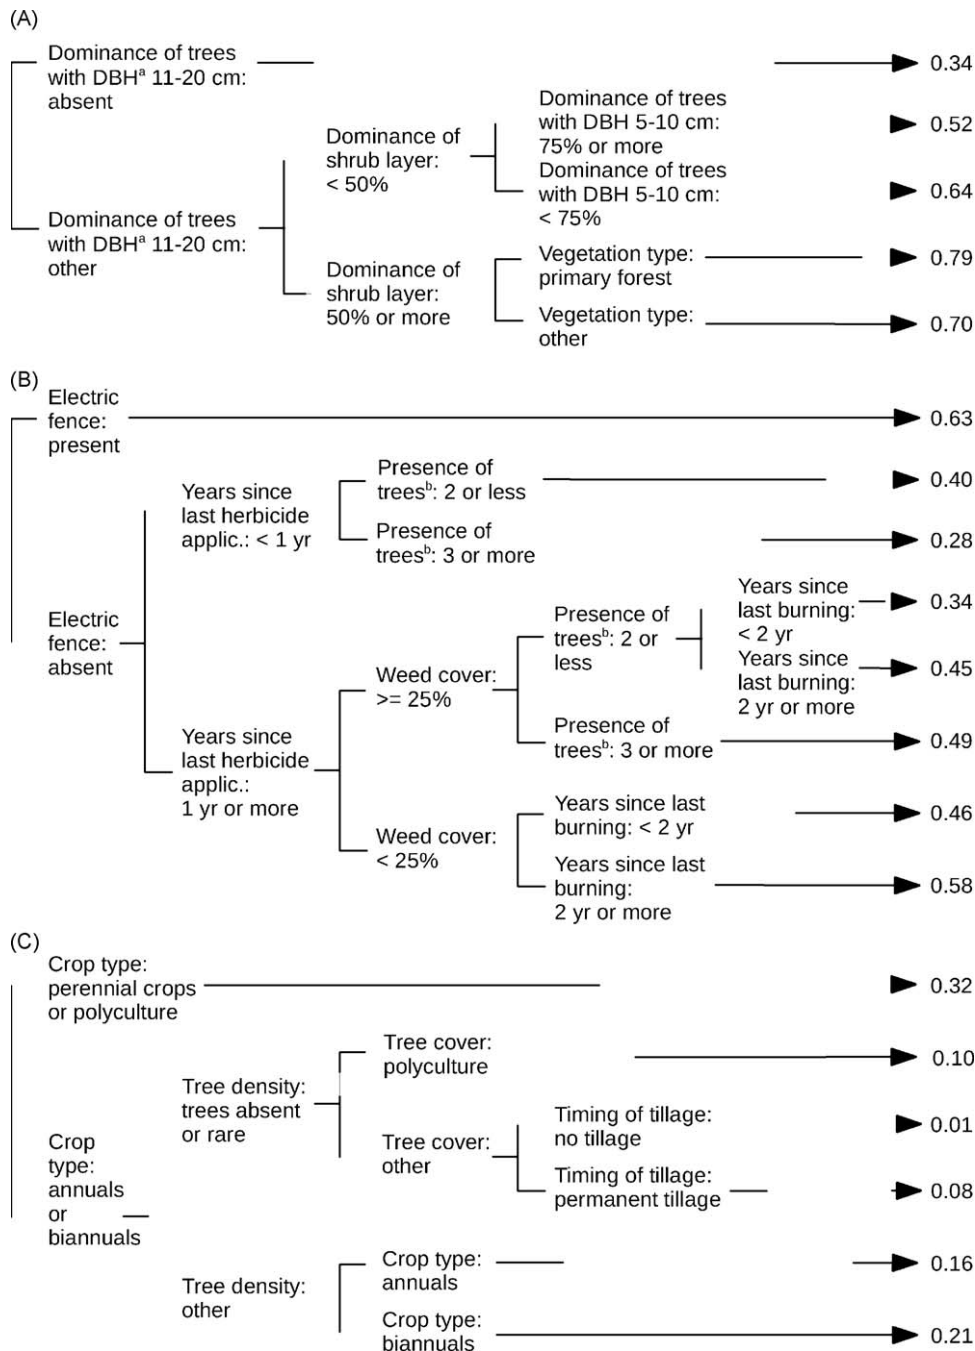 (A)
Dominance of trees
with DBHᵃ 11-20 cm:
absent
0.34
Dominance of trees
with DBH 5-10 cm:
75% or more
0.52
Dominance of
shrub layer:
< 50%
Dominance of trees
with DBH 5-10 cm:
< 75%
0.64
Dominance of trees
with DBHᵃ 11-20 cm:
other
Vegetation type:
primary forest
0.79
Dominance of
shrub layer:
50% or more
Vegetation type:
other
0.70
(B)
Electric
fence:
present
0.63
Years since
last herbicide
applic.: < 1 yr
Presence of
treesᵇ: 2 or less
0.40
Presence of
treesᵇ: 3 or more
0.28
Electric
fence:
absent
Presence of
treesᵇ: 2 or
less
Years since
last burning:
< 2 yr
0.34
Years since
last burning:
2 yr or more
0.45
Weed cover:
>= 25%
Presence of
treesᵇ: 3 or more
0.49
Years since
last herbicide
applic.:
1 yr or more
Weed cover:
< 25%
Years since last
burning: < 2 yr
0.46
Years since last
burning:
2 yr or more
0.58
(C)
Crop type:
perennial crops
or polyculture
0.32
Tree cover:
polyculture
0.10
Tree density:
trees absent
or rare
Tree cover:
other
Timing of tillage:
no tillage
0.01
Timing of tillage:
permanent tillage
0.08
Crop
type:
annuals
or
biannuals
Tree density:
other
Crop type:
annuals
0.16
Crop type:
biannuals
0.21